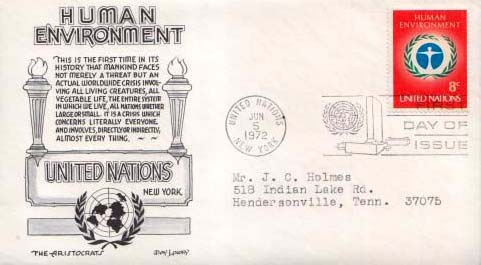 HUMAN
ENVIRONMENT
THIS IS THE FIRST TIME IN ITS
HISTORY THAT MANKIND FACES
NOT MERELY A THREAT BUT AN
ACTUAL WORLDWIDE CRISIS INVOL-
VING ALL LIVING CREATURES, ALL
VEGETABLE LIFE, THE ENTIRE SYSTEM
IN WHICH WE LIVE, ALL NATIONS WHETHER
LARGE OR SMALL. IT IS A CRISIS WHICH
CONCERNS LITERALLY EVERYONE,
AND INVOLVES, DIRECTLY OR INDIRECTLY,
ALMOST EVERY THING.
UNITED NATIONS
NEW YORK
THE ARISTOCRATS
HUMAN
ENVIRONMENT
8c
UNITED NATIONS
UNITED NATIONS
JUN
5
1972
NEW YORK
FIRST
DAY OF
ISSUE
Mr. J. C. Holmes
518 Indian Lake Rd.
Hendersonville, Tenn. 37075